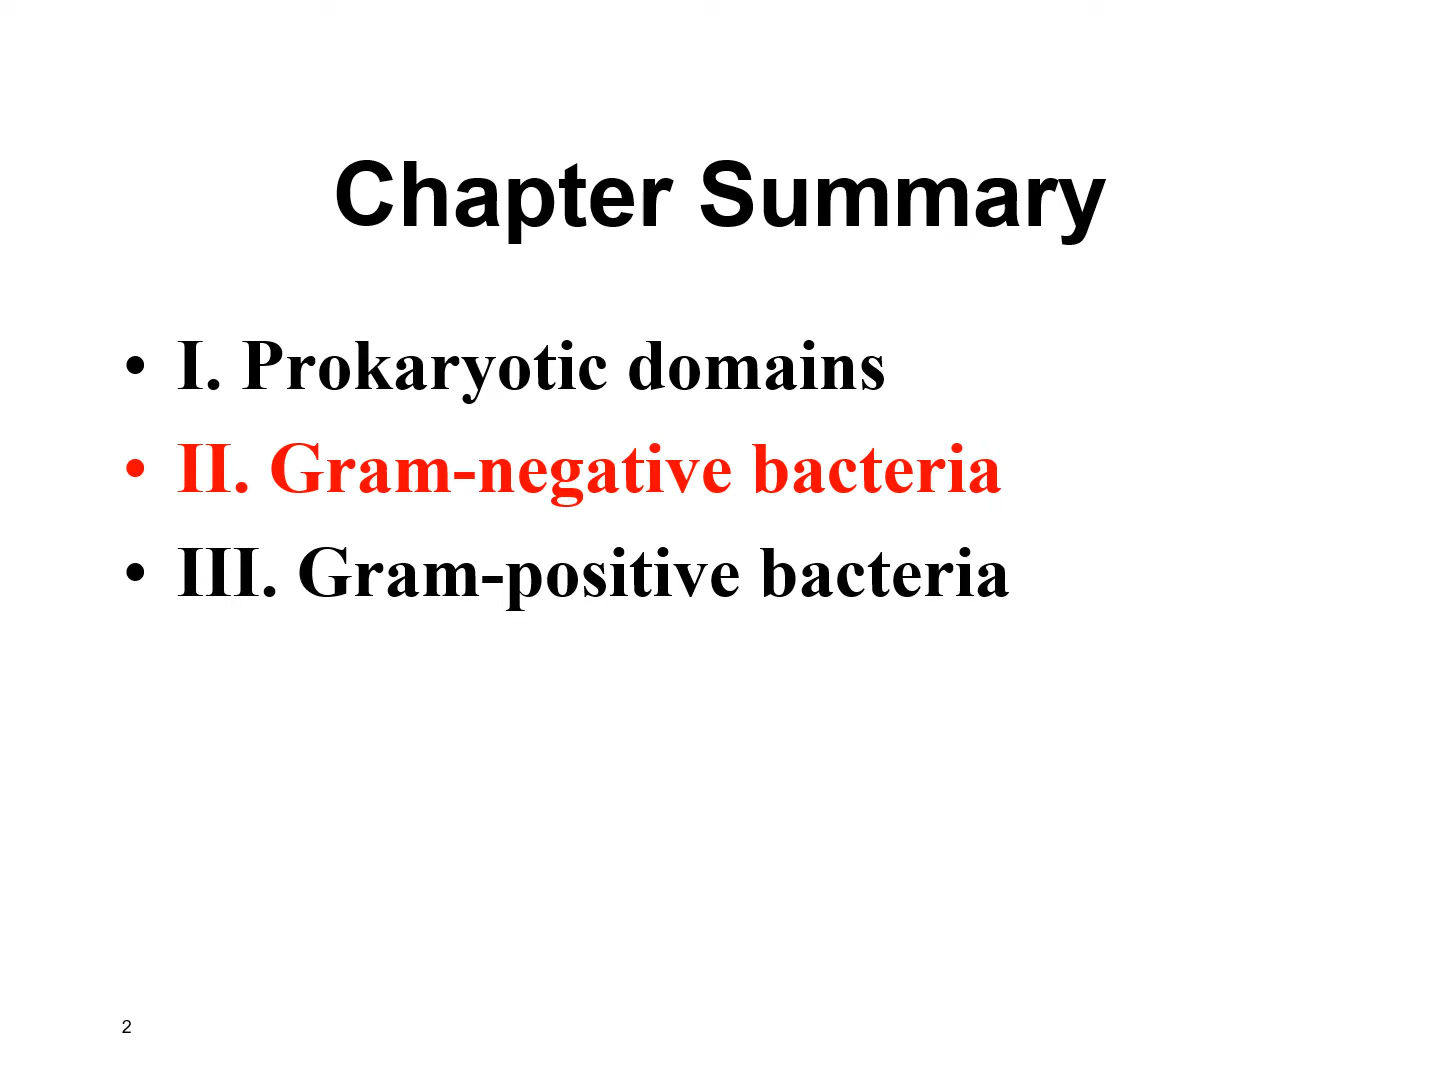 Chapter Summary
• I. Prokaryotic domains
• II. Gram-negative bacteria
• III. Gram-positive bacteria
2